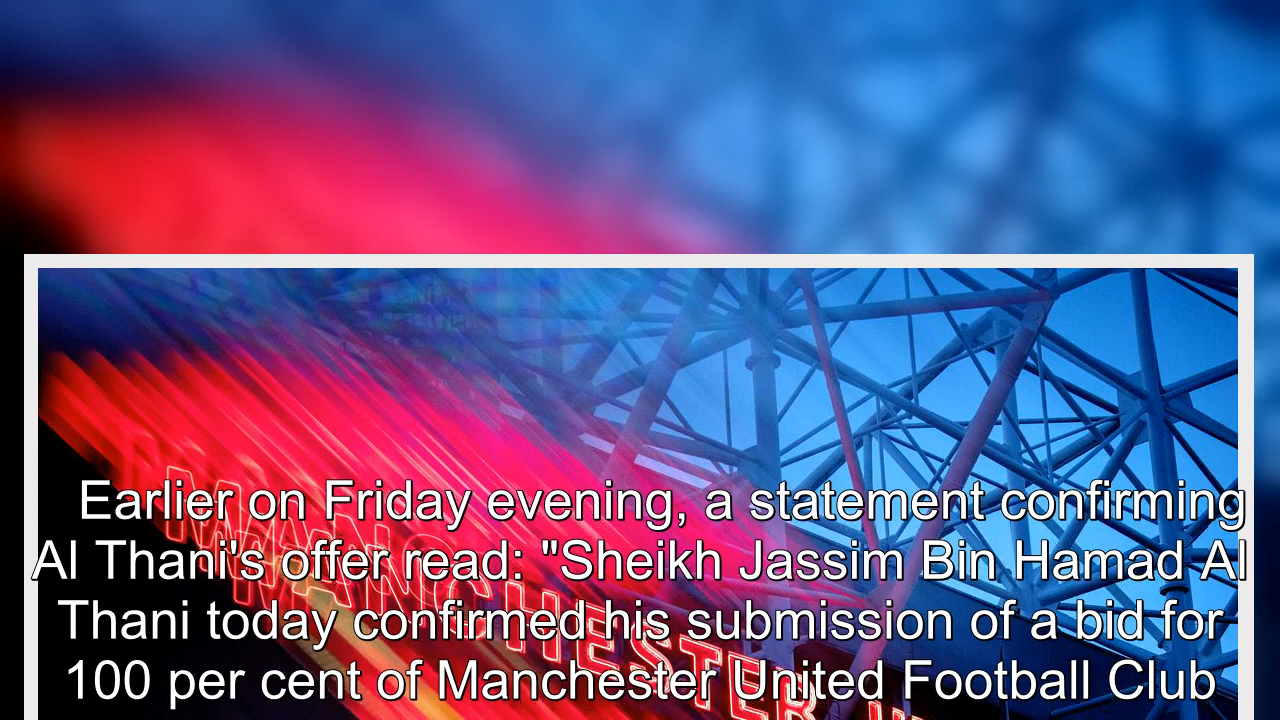 MANCHESTER
Earlier on Friday evening, a statement confirming
Al Thani's offer read: "Sheikh Jassim Bin Hamad Al
Thani today confirmed his submission of a bid for
100 per cent of Manchester United Football Club